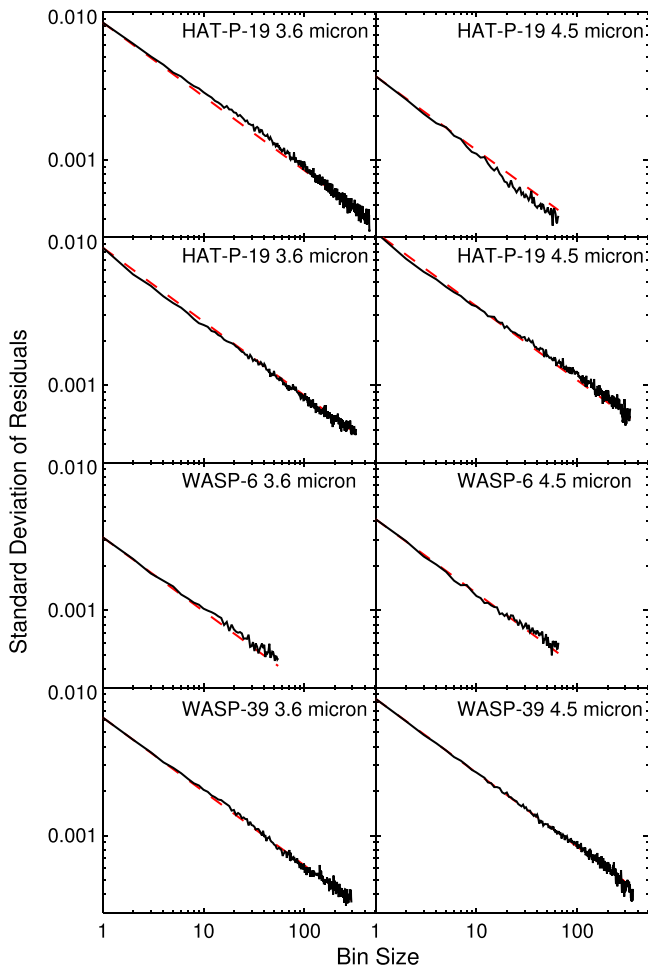 0.010
HAT-P-19 3.6 micron
HAT-P-19 4.5 micron
0.001
0.010
HAT-P-19 3.6 micron
HAT-P-19 4.5 micron
0.001
Standard Deviation of Residuals
0.010
WASP-6 3.6 micron
WASP-6 4.5 micron
0.001
0.010
WASP-39 3.6 micron
WASP-39 4.5 micron
0.001
1 10 100 1 10 100
Bin Size